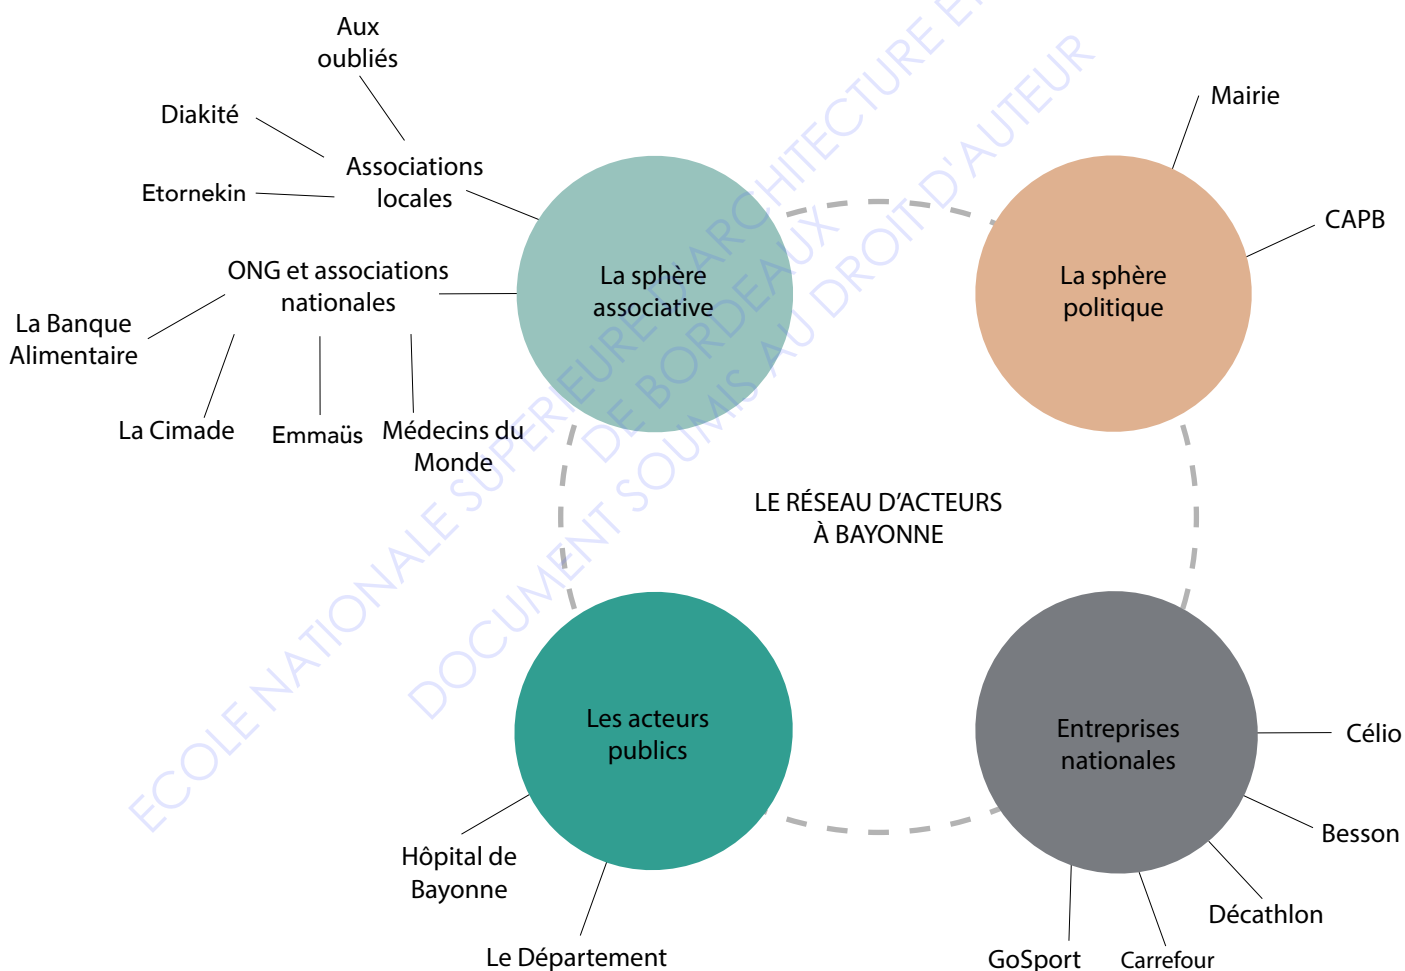 Aux
oubliés
Diakité
Etornekin
Associations
locales
ONG et associations
nationales
La Banque
Alimentaire
La Cimade
Emmaüs
Médecins du
Monde
La sphère
associative
La sphère
politique
Mairie
CAPB
LE RÉSEAU D’ACTEURS
À BAYONNE
Les acteurs
publics
Hôpital de
Bayonne
Le Département
Entreprises
nationales
Célio
Besson
Décathlon
Carrefour
GoSport
ECOLE NATIONALE SUPERIEURE D'ARCHITECTURE ET
DE BORDEAUX
DOCUMENT SOUMIS AU DROIT D'AUTEUR